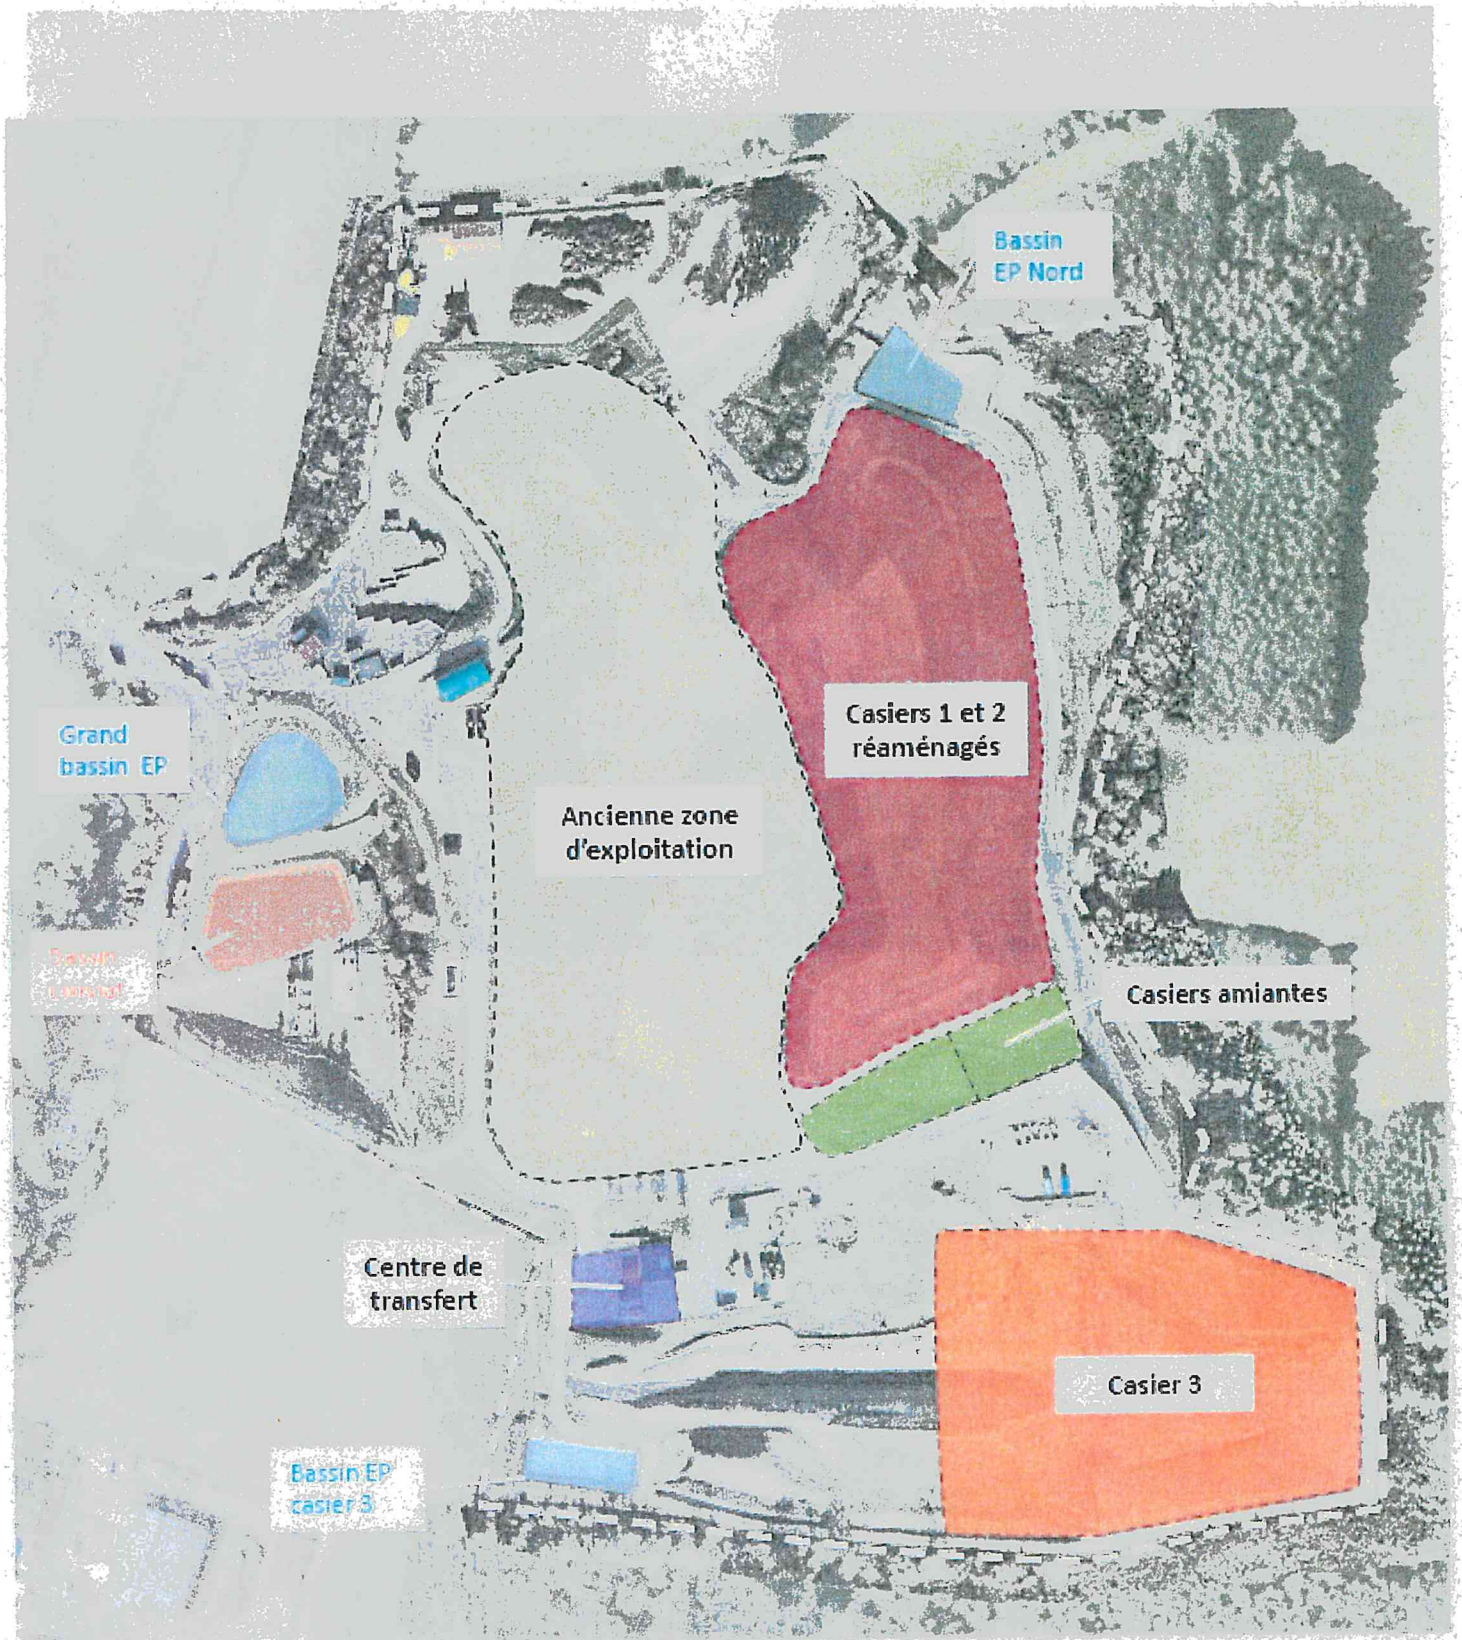 Bassin
EP Nord
Casiers 1 et 2
réaménagés
Grand
bassin EP
Ancienne zone
d'exploitation
Bassin
Casiers amiantes
Centre de
transfert
Casier 3
Bassin EP
casier 3